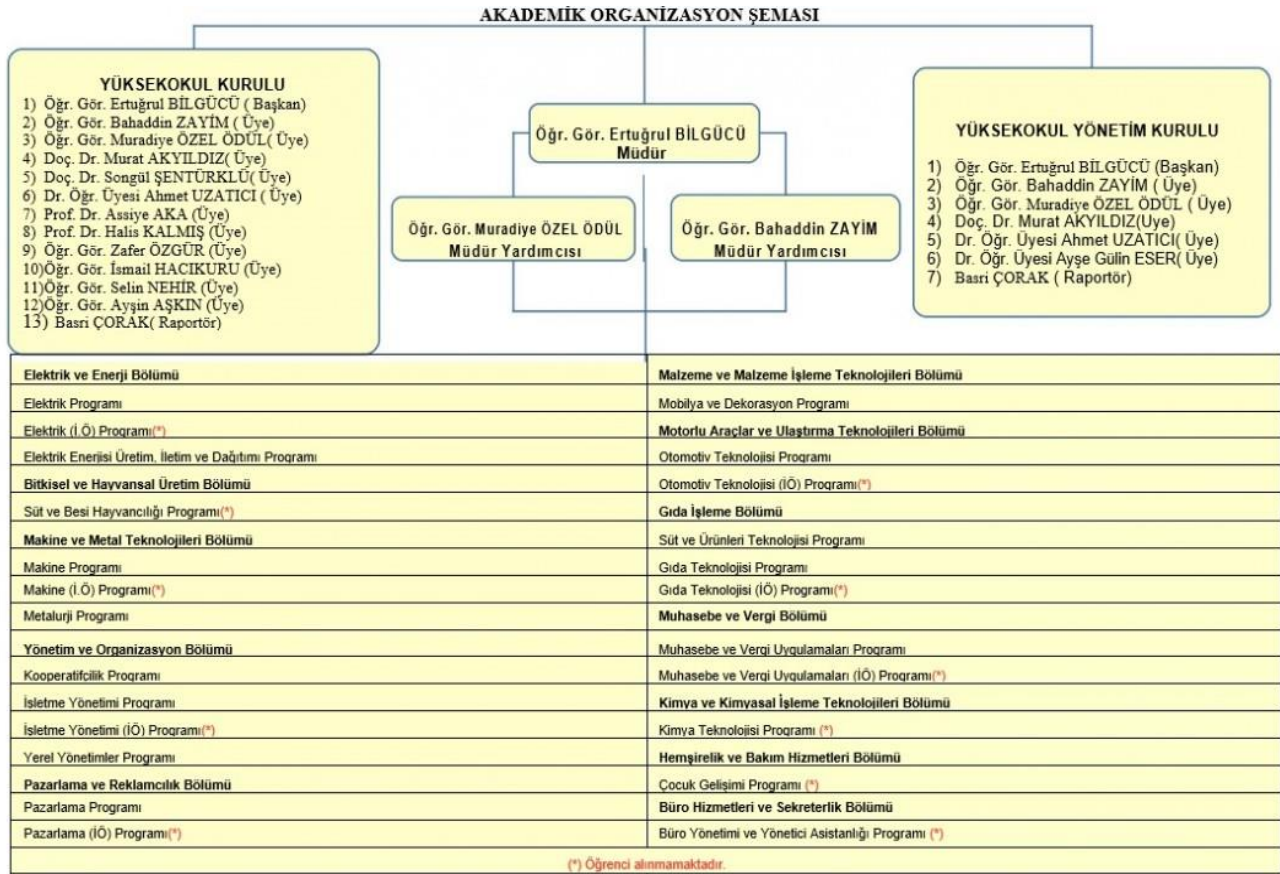 AKADEMİK ORGANİZASYON ŞEMASI
YÜKSEKOKUL KURULU
1) Öğr. Gör. Ertuğrul BİLGÜCÜ ( Başkan)
2) Öğr. Gör. Bahaddin ZAYİM ( Üye)
3) Öğr. Gör. Muradiye ÖZEL ÖDÜL( Üye)
4) Doç. Dr. Murat AKYILDIZ( Üye)
5) Doç. Dr. Songül ŞENTÜRKLÜ( Üye)
6) Dr. Öğr. Üyesi Ahmet UZATICI ( Üye)
7) Prof. Dr. Assiye AKA (Üye)
8) Prof. Dr. Halis KALMIŞ (Üye)
9) Öğr. Gör. Zafer ÖZGÜR (Üye)
10)Öğr. Gör. İsmail HACIKURU (Üye)
11)Öğr. Gör. Selin NEHİR (Üye)
12)Öğr. Gör. Ayşin AŞKIN (Üye)
13) Basri ÇORAK( Raportör)
Öğr. Gör. Ertuğrul BİLGÜCÜ
Müdür
Öğr. Gör. Muradiye ÖZEL ÖDÜL
Müdür Yardımcısı
Öğr. Gör. Bahaddin ZAYİM
Müdür Yardımcısı
YÜKSEKOKUL YÖNETİM KURULU
1) Öğr. Gör. Ertuğrul BİLGÜCÜ (Başkan)
2) Öğr. Gör. Bahaddin ZAYİM ( Üye)
3) Öğr. Gör. Muradiye ÖZEL ÖDÜL ( Üye)
4) Doç. Dr. Murat AKYILDIZ(Uye)
5) Dr. Öğr. Üyesi Ahmet UZATICI( Üye)
6) Dr. Öğr. Üyesi Ayşe Gülin ESER( Üye)
7) Basri ÇORAK ( Raportör)
Elektrik ve Enerji Bölümü
Malzeme ve Malzeme İşleme Teknolojileri Bölümü
Elektrik Programı
Mobilya ve Dekorasyon Programı
Elektrik (İ.Ö) Programı(*)
Motorlu Araçlar ve Ulaştırma Teknolojileri Bölümü
Elektrik Enerjisi Üretim, İletim ve Dağıtımı Programı
Otomotiv Teknolojisi Programı
Bitkisel ve Hayvansal Üretim Bölümü
Otomotiv Teknolojisi (İÖ) Programı(*)
Süt ve Besi Hayvancılığı Programı(*)
Gıda İşleme Bölümü
Makine ve Metal Teknolojileri Bölümü
Süt ve Ürünleri Teknolojisi Programı
Makine Programı
Gıda Teknolojisi Programı
Makine (İ.Ö) Programı(*)
Gıda Teknolojisi (İÖ) Programı(*)
Metalurji Programı
Muhasebe ve Vergi Bölümü
Yönetim ve Organizasyon Bölümü
Muhasebe ve Vergi Uygulamaları Programı
Kooperatifçilik Programı
Muhasebe ve Vergi Uygulamaları (İÖ) Programı(*)
İşletme Yönetimi Programı
Kimya ve Kimyasal İşleme Teknolojileri Bölümü
İşletme Yönetimi (İÖ) Programı(*)
Kimya Teknolojisi Programı (*)
Yerel Yönetimler Programı
Hemşirelik ve Bakım Hizmetleri Bölümü
Pazarlama ve Reklamcılık Bölümü
Çocuk Gelişimi Programı (*)
Pazarlama Programı
Büro Hizmetleri ve Sekreterlik Bölümü
Pazarlama (İÖ) Programı(*)
Büro Yönetimi ve Yönetici Asistanlığı Programı (*)
(*) Öğrenci alınmamaktadır.